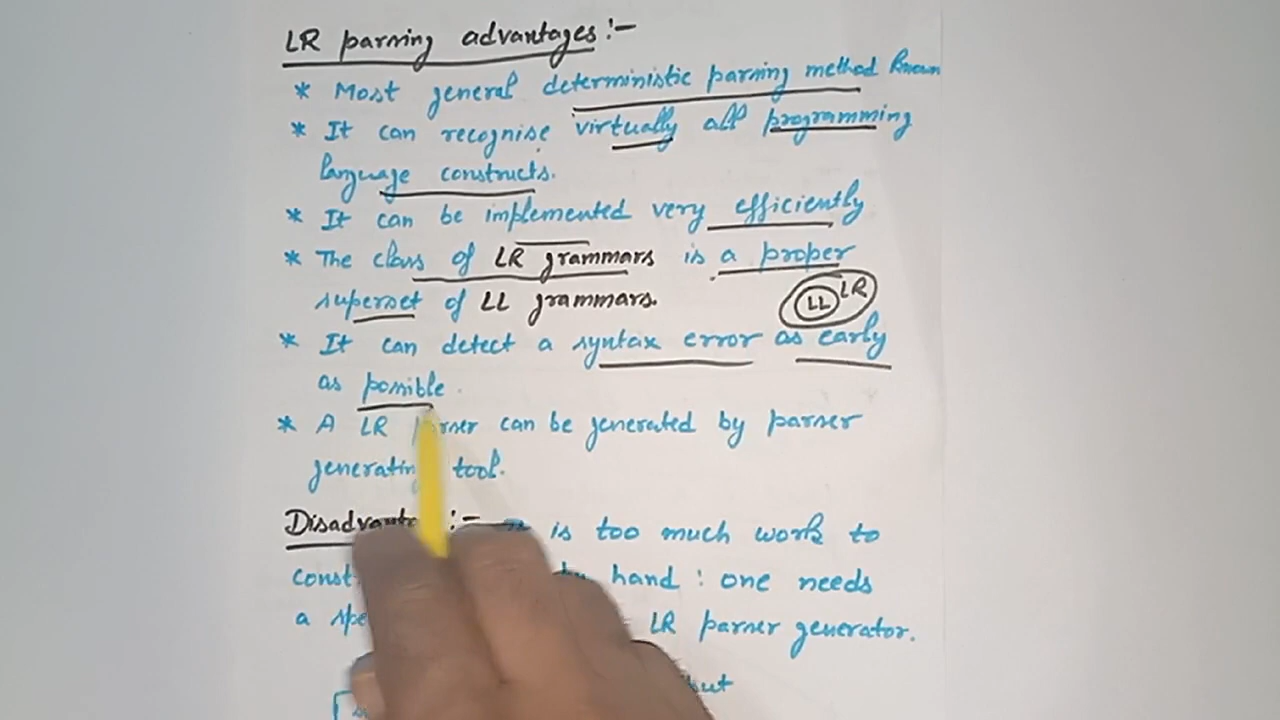 LR parsing advantages :-
* Most general deterministic parsing method known
* It can recognise virtually all programming
language constructs.
* It can be implemented very efficiently
* The class of LR grammars is a proper
superset of LL grammars.
LL LR
* It can detect a syntax error as early
as possible.
* A LR parser can be generated by parser
generating tool.
:- is too much work to
hand : one needs
a LR parser generator.